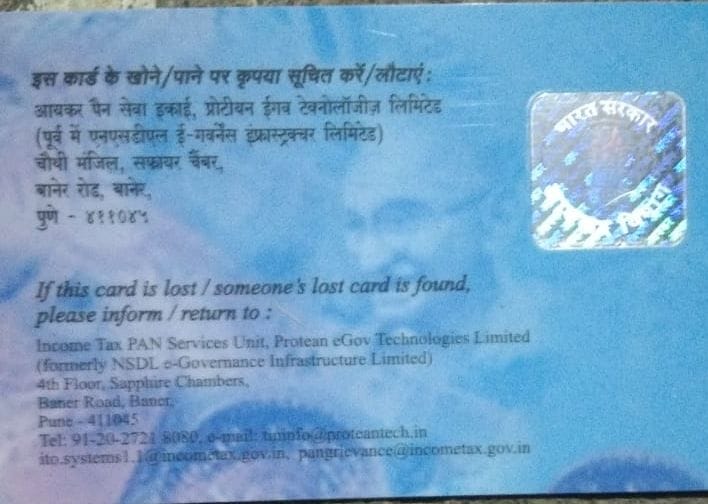 इस कार्ड के खोने/पाने पर कृपया सूचित करें/लौटाएं :
आयकर पैन सेवा इकाई, प्रोटीयन ईगव टेक्नोलॉजीज़ लिमिटेड
(पूर्व में एनएसडीएल ई-गवर्नेंस इंफ्रास्ट्रक्चर लिमिटेड)
चौथी मंजिल, सफायर चैंबर,
बानेर रोड, बानेर,
पुणे - ४११०४५
भारत सरकार
आयकर विभाग
If this card is lost / someone's lost card is found,
please inform / return to :
Income Tax PAN Services Unit, Protean eGov Technologies Limited
(formerly NSDL e-Governance Infrastructure Limited)
4th Floor, Sapphire Chambers,
Baner Road, Baner,
Pune - 411045
Tel: 91-20-2721 8080, e-mail: tininfo@proteantech.in
ito.systems1.1@incometax.gov.in, pangrievance@incometax.gov.in